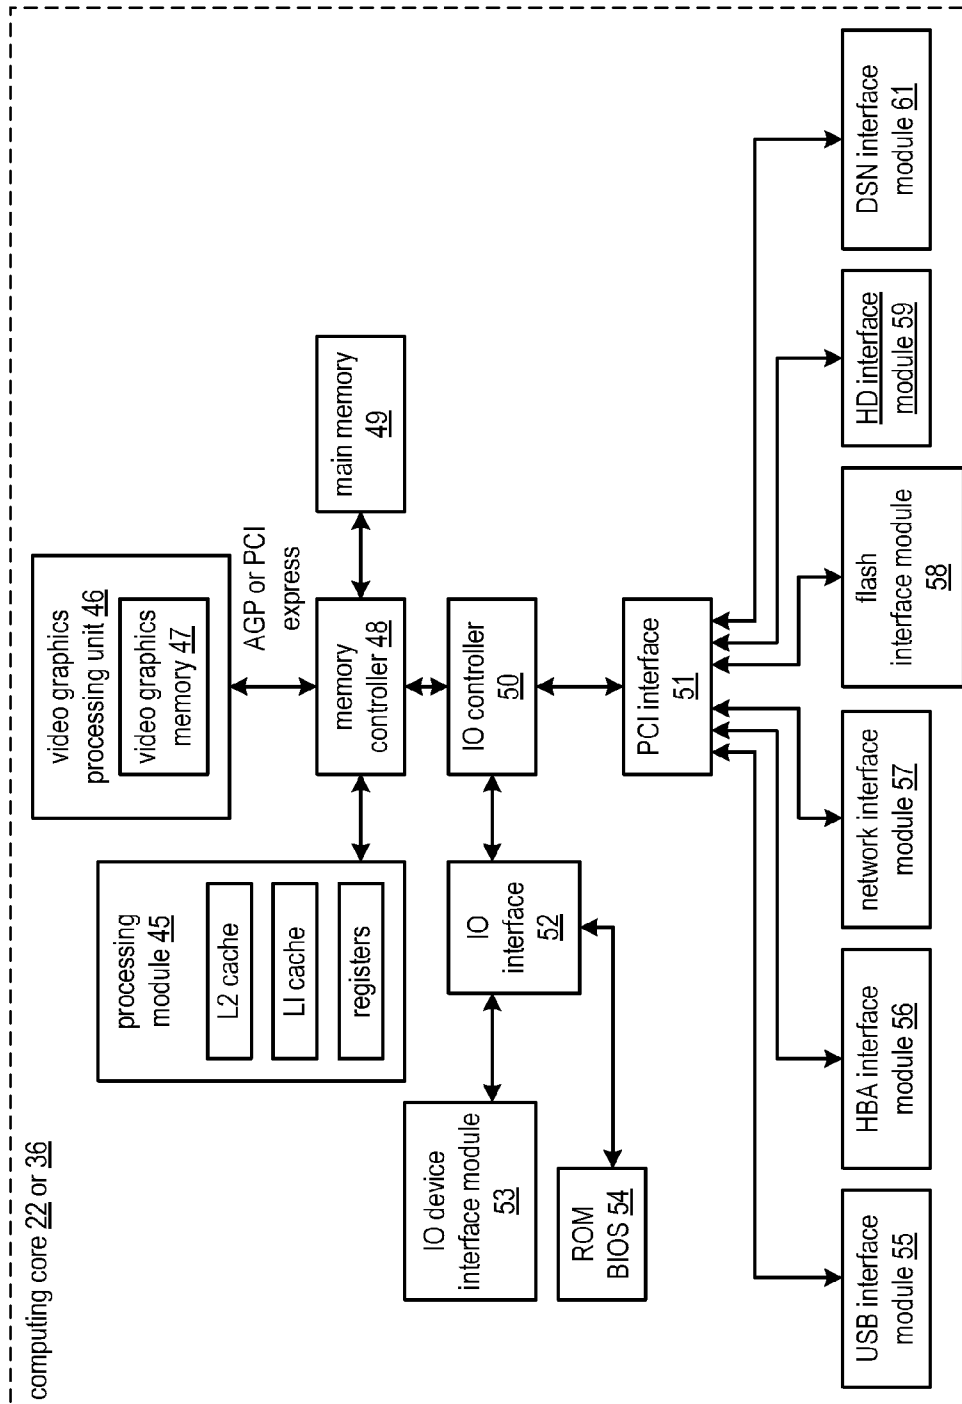 computing core 22 or 36
video graphics
processing unit 46
video graphics
memory 47
processing
module 45
L2 cache
LI cache
registers
AGP or PCI
express
memory
controller 48
main memory
49
IO device
interface module
53
IO
interface
52
IO controller
50
ROM
BIOS 54
PCI interface
51
USB interface
module 55
HBA interface
module 56
network interface
module 57
flash
interface module
58
HD interface
module 59
DSN interface
module 61